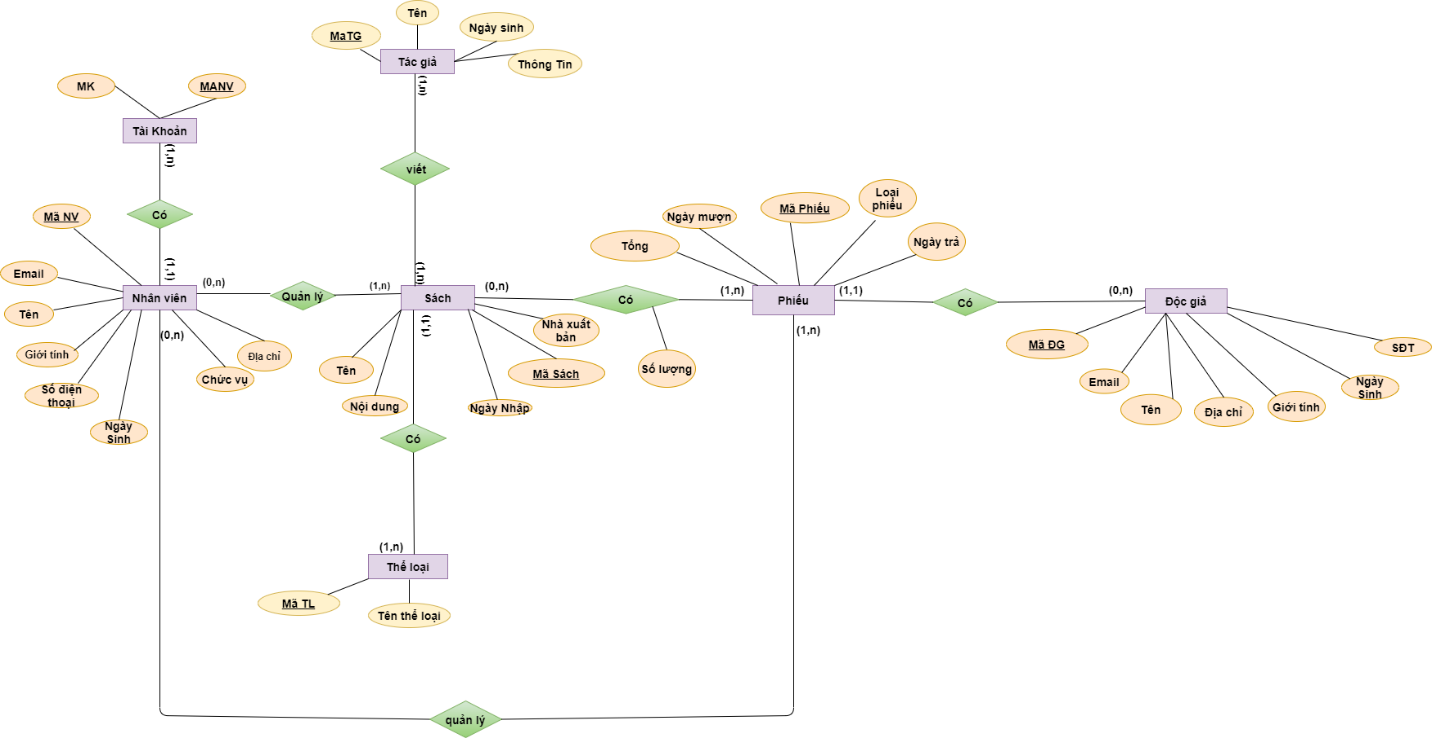 Tên
MaTG
Ngày sinh
Tác giả
Thông Tin
(1,n)
MK
MANV
Tài Khoản
(1,n)
viết
Có
Mã NV
(1,1)
Email
Tên
Giới tính
Số điện
thoại
Ngày
Sinh
Chức vụ
Địa chỉ
Nhân viên
(0,n)
(0,n)
Quản lý
(1,n)
(1,n)
Sách
(1,1)
(0,n)
Tên
Nội dung
Ngày Nhập
Mã Sách
Nhà xuất
bản
Có
Số lượng
Tổng
Ngày mượn
Mã Phiếu
Loại
phiếu
Ngày trả
(1,n)
Phiếu
(1,1)
(1,n)
Có
(0,n)
Độc giả
Mã ĐG
Email
Tên
Địa chỉ
Giới tính
Ngày
Sinh
SĐT
Có
(1,n)
Thể loại
Mã TL
Tên thể loại
quản lý